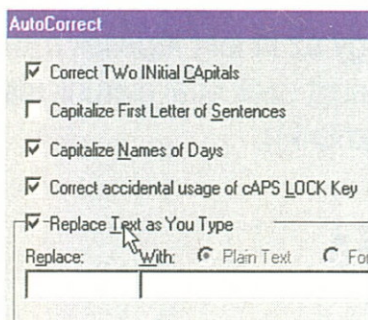 AutoCorrect
Correct TWo INitial CApitals
Capitalize First Letter of Sentences
Capitalize Names of Days
Correct accidental usage of cAPS LOCK Key
Replace Text as You Type
Replace: With: Plain Text